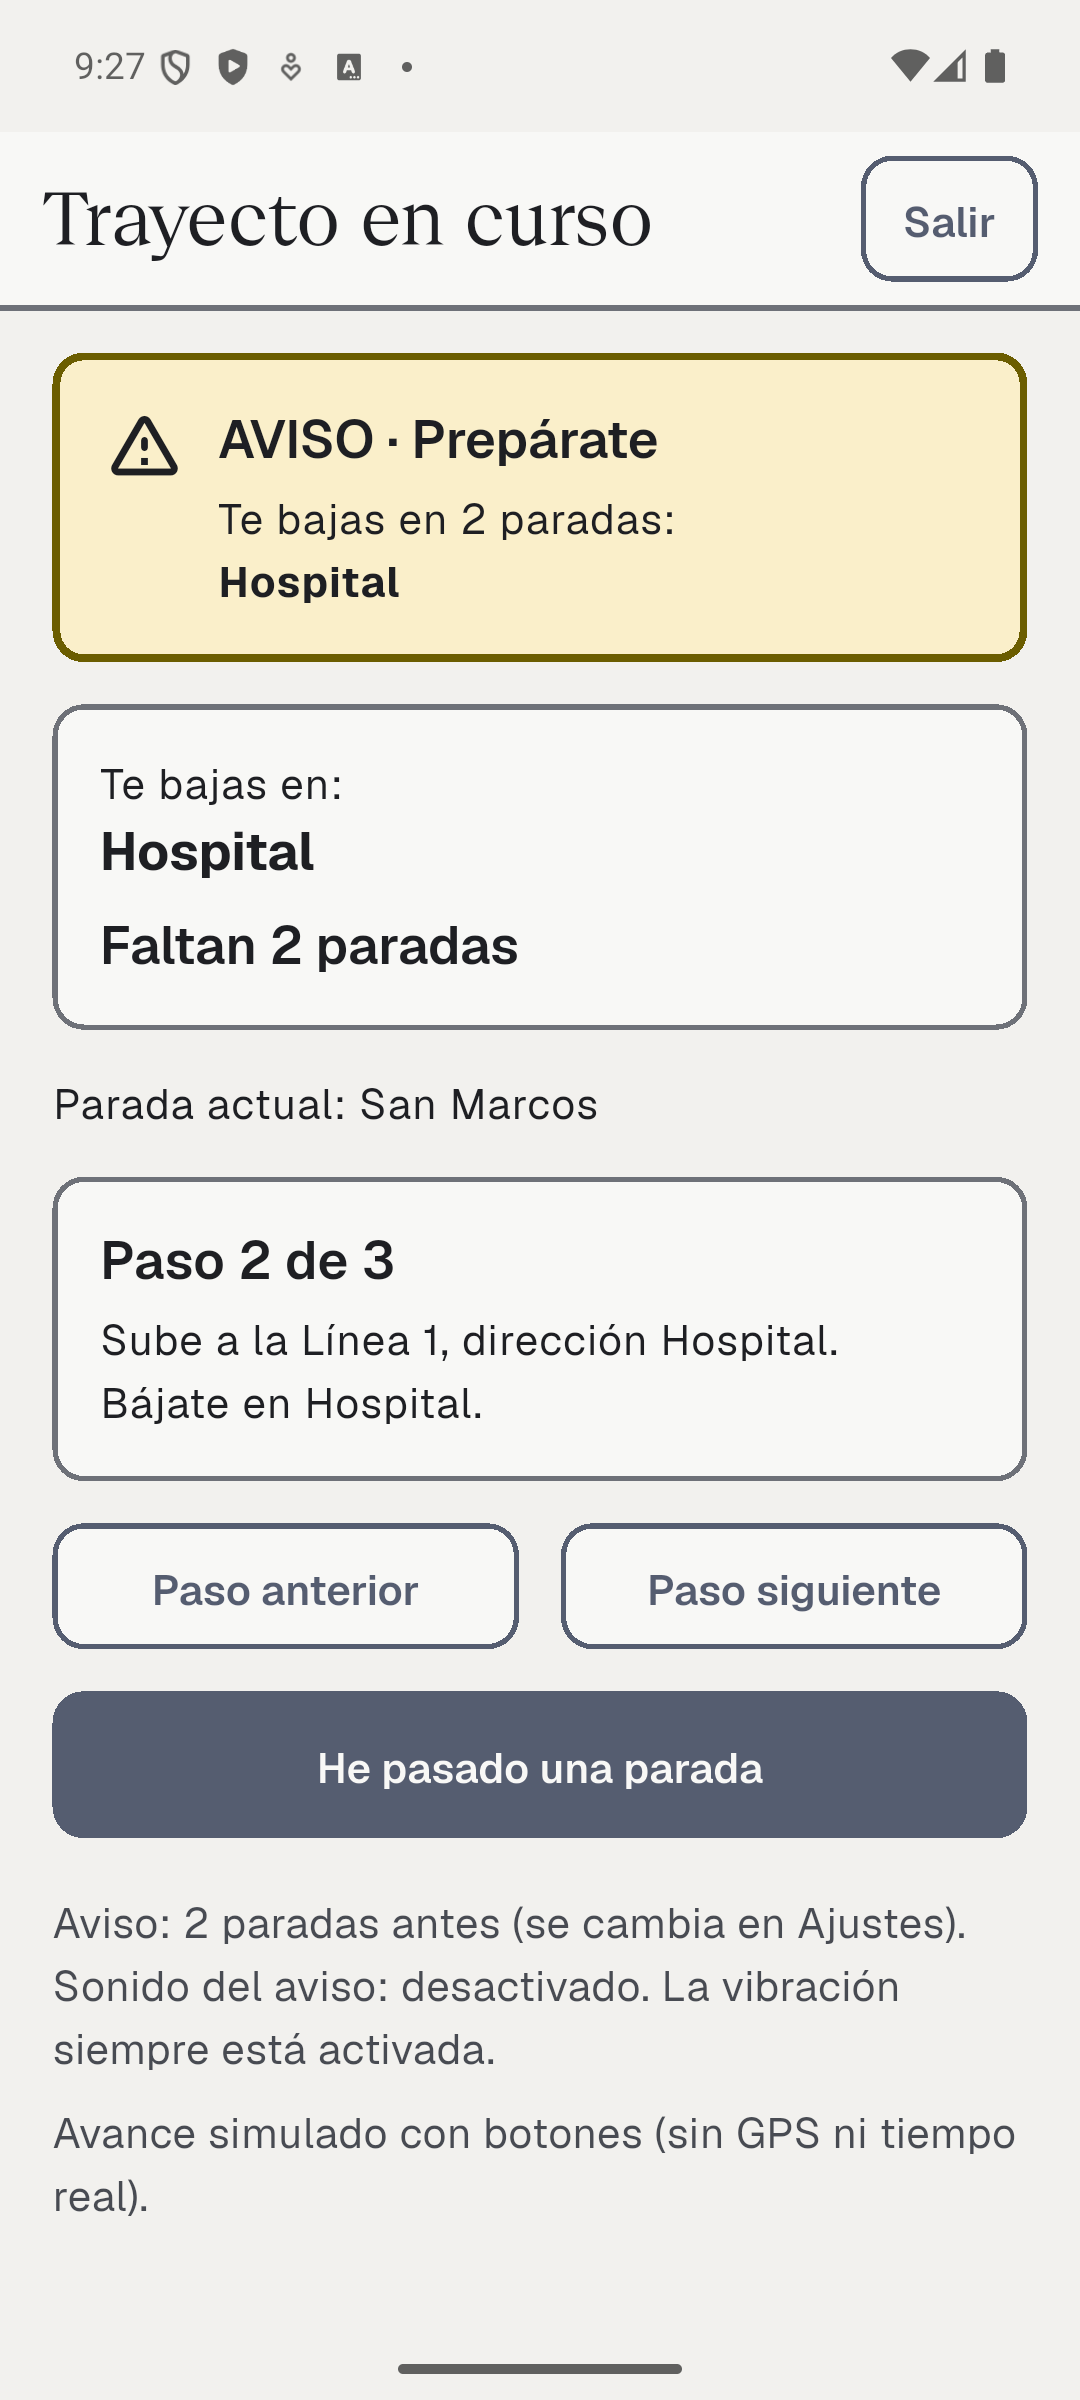 9:27
Trayecto en curso
Salir
AVISO · Prepárate
Te bajas en 2 paradas:
Hospital
Te bajas en:
Hospital
Faltan 2 paradas
Parada actual: San Marcos
Paso 2 de 3
Sube a la Línea 1, dirección Hospital.
Bájate en Hospital.
Paso anterior
Paso siguiente
He pasado una parada
Aviso: 2 paradas antes (se cambia en Ajustes).
Sonido del aviso: desactivado. La vibración
siempre está activada.
Avance simulado con botones (sin GPS ni tiempo
real).